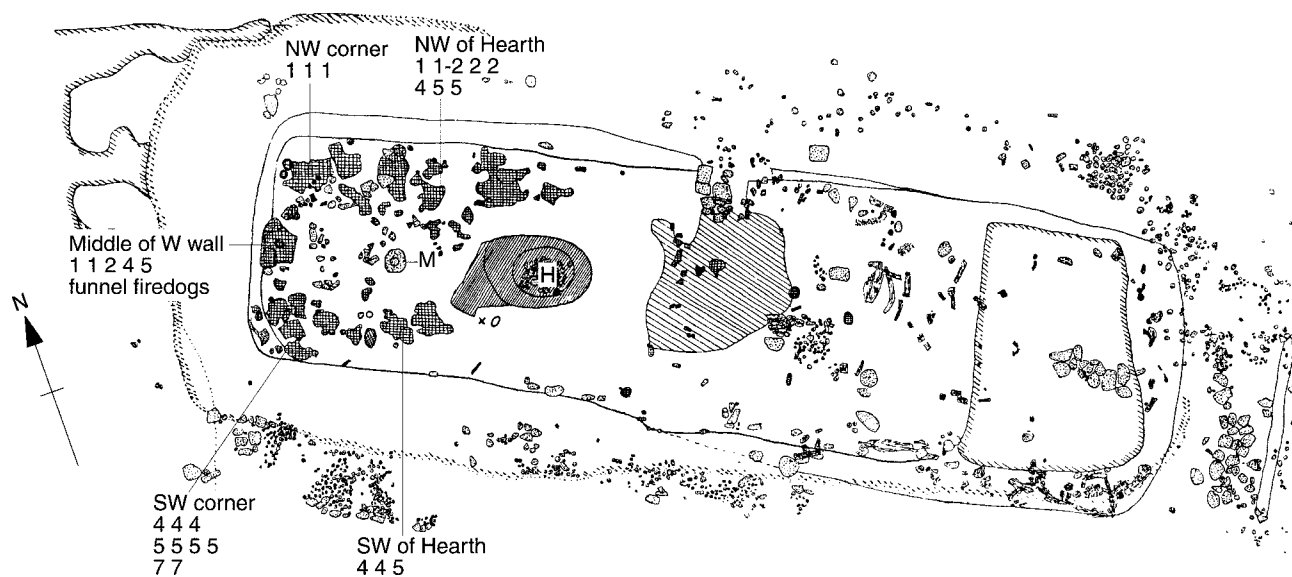 NW corner
1 1 1
NW of Hearth
1 1-2 2 2
4 5 5
Middle of W wall
1 1 2 4 5
funnel firedogs
M
H
x O
N
SW corner
4 4 4
5 5 5 5
7 7
SW of Hearth
4 4 5